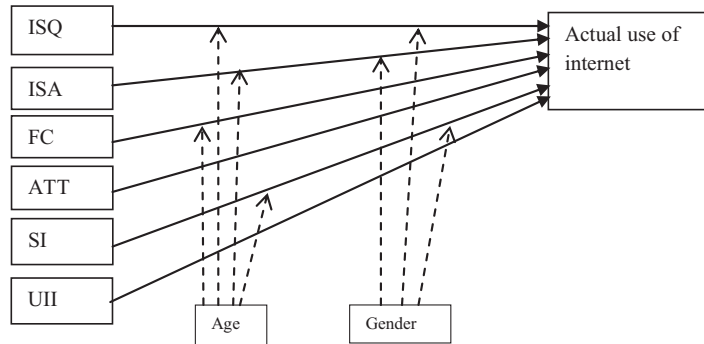 ISQ
Actual use of
internet
ISA
FC
ATT
SI
UII
Age
Gender